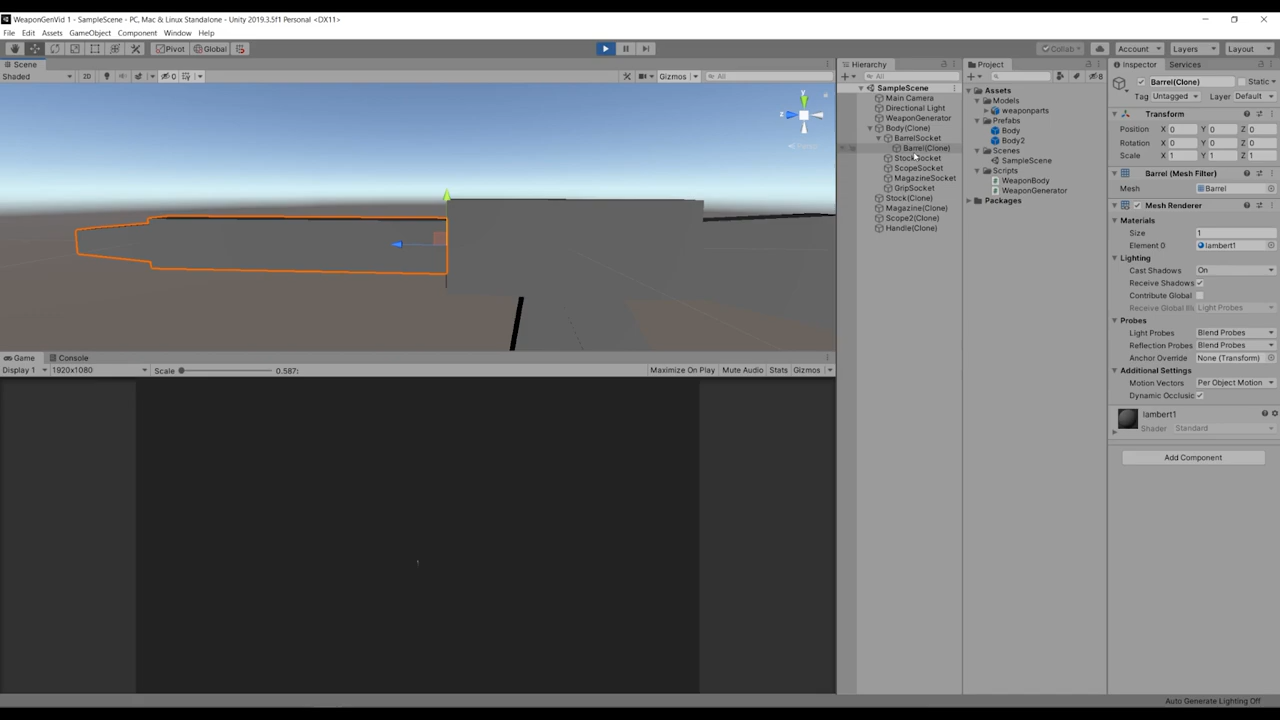 WeaponGenVid 1 - SampleScene - PC, Mac & Linux Standalone - Unity 2019.3.5f1 Personal <DX11>
File Edit Assets GameObject Component Window Help
Pivot Global Collab Account Layers Layout
Scene
Shaded 2D 0 Gizmos All
y
z
Game Console
Display 1 1920x1080 Scale 0.587: Maximize On Play Mute Audio Stats Gizmos
Hierarchy
All
SampleScene
Main Camera
Directional Light
WeaponGenerator
Body(Clone)
BarrelSocket
Barrel(Clone)
StockSocket
ScopeSocket
MagazineSocket
GripSocket
Stock(Clone)
Magazine(Clone)
Scope2(Clone)
Handle(Clone)
Project
8
Assets
Models
weaponparts
Prefabs
Body
Body2
Scenes
SampleScene
Scripts
WeaponBody
WeaponGenerator
Packages
Inspector Services
Barrel(Clone) Static
Tag Untagged Layer Default
Transform
Position X 0 Y 0 Z 0
Rotation X 0 Y 0 Z 0
Scale X 1 Y 1 Z 1
Barrel (Mesh Filter)
Mesh Barrel
Mesh Renderer
Materials
Size 1
Element 0 lambert1
Lighting
Cast Shadows On
Receive Shadows
Contribute Global
Receive Global Illu Light Probes
Probes
Light Probes Blend Probes
Reflection Probes Blend Probes
Anchor Override None (Transform)
Additional Settings
Motion Vectors Per Object Motion
Dynamic Occlusic
lambert1
Shader Standard
Add Component
Auto Generate Lighting Off